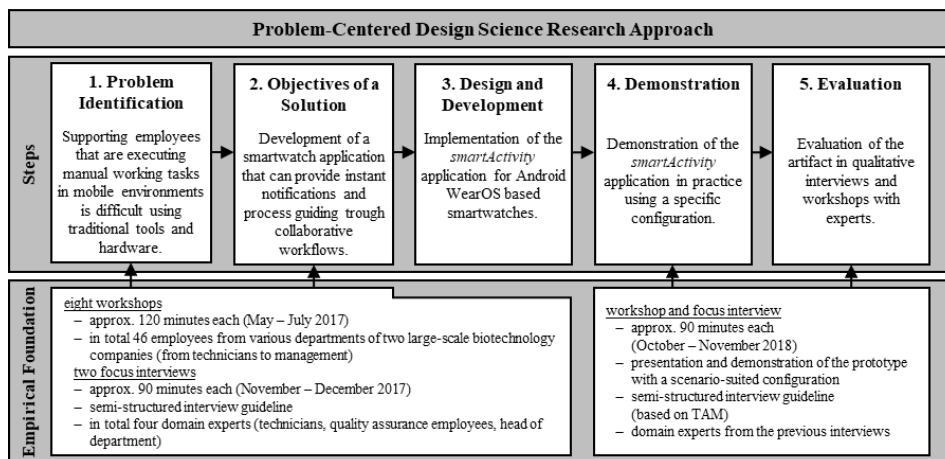 Problem-Centered Design Science Research Approach
Steps
1. Problem
Identification
Supporting employees
that are executing
manual working tasks
in mobile environments
is difficult using
traditional tools and
hardware.
2. Objectives of a
Solution
Development of a
smartwatch application
that can provide instant
notifications and
process guiding trough
collaborative
workflows.
3. Design and
Development
Implementation of the
smartActivity
application for Android
WearOS based
smartwatches.
4. Demonstration
Demonstration of the
smartActivity
application in practice
using a specific
configuration.
5. Evaluation
Evaluation of the
artifact in qualitative
interviews and
workshops with
experts.
Empirical Foundation
eight workshops
– approx. 120 minutes each (May – July 2017)
– in total 46 employees from various departments of two large-scale biotechnology
companies (from technicians to management)
two focus interviews
– approx. 90 minutes each (November – December 2017)
– semi-structured interview guideline
– in total four domain experts (technicians, quality assurance employees, head of
department)
workshop and focus interview
– approx. 90 minutes each
(October – November 2018)
– presentation and demonstration of the prototype
with a scenario-suited configuration
– semi-structured interview guideline
(based on TAM)
– domain experts from the previous interviews